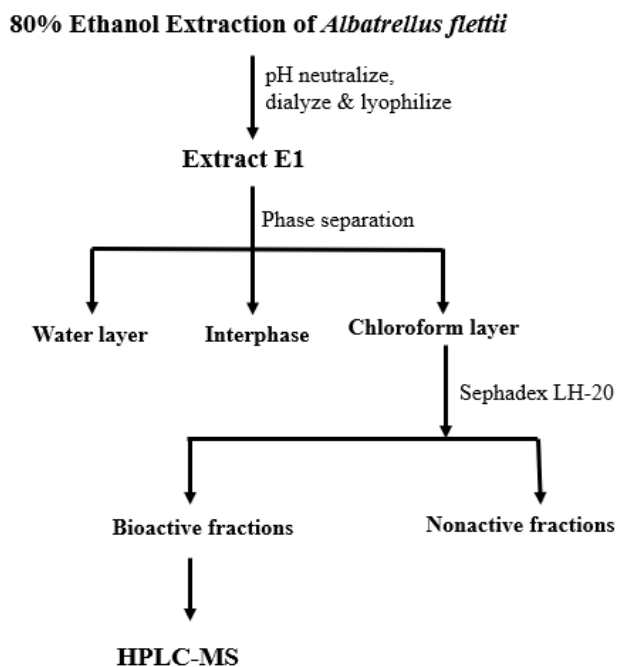 80% Ethanol Extraction of Albatrellus flettii
pH neutralize,
dialyze & lyophilize
Extract E1
Phase separation
Water layer
Interphase
Chloroform layer
Sephadex LH-20
Bioactive fractions
Nonactive fractions
HPLC-MS